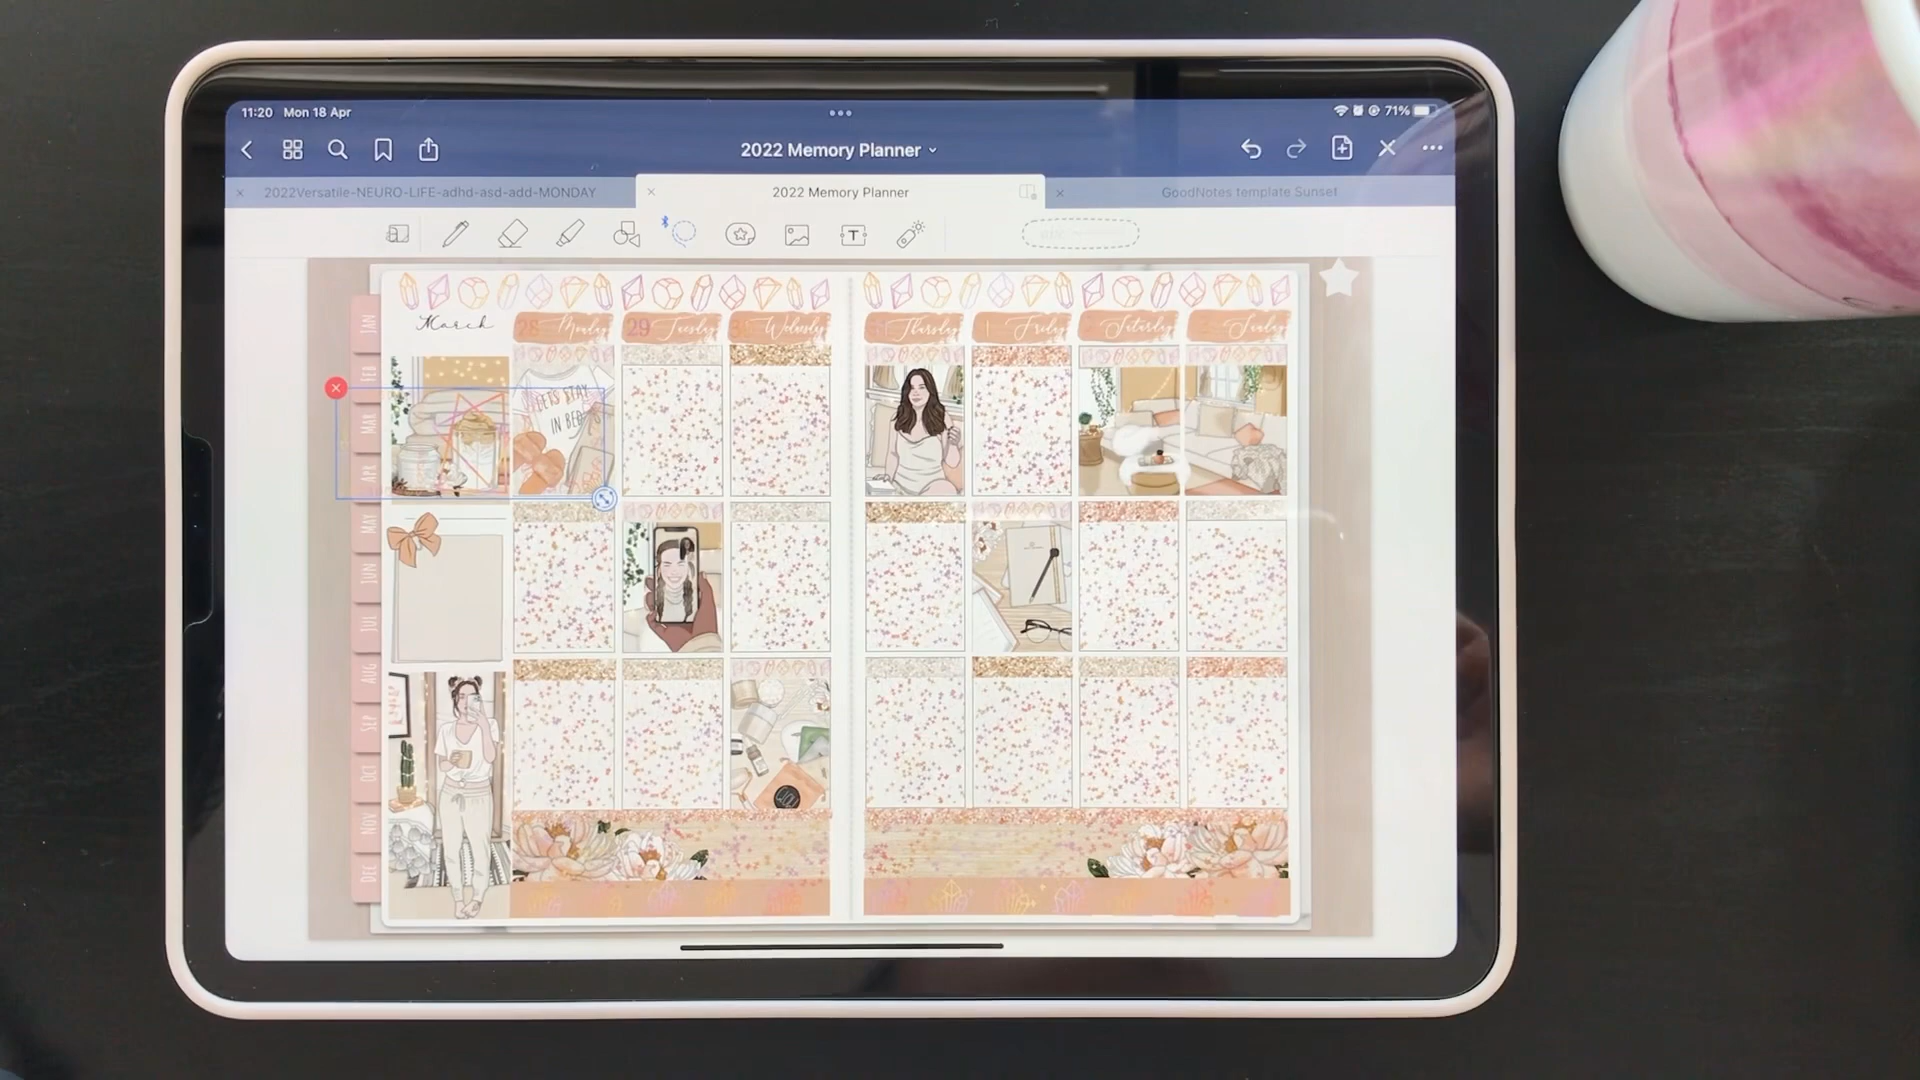 11:20 Mon 18 Apr
71%
2022 Memory Planner
2022Versatile-NEURO-LIFE-adhd-asd-add-MONDAY
2022 Memory Planner
GoodNotes template Sunset
T
March
28 Monday
29 Tuesday
Wednesday
Thursday
1 Friday
Saturday
Sunday
JAN
FEB
MAR
APR
MAY
JUN
JUL
AUG
SEP
OCT
NOV
DEC
LETS STAY
IN BED